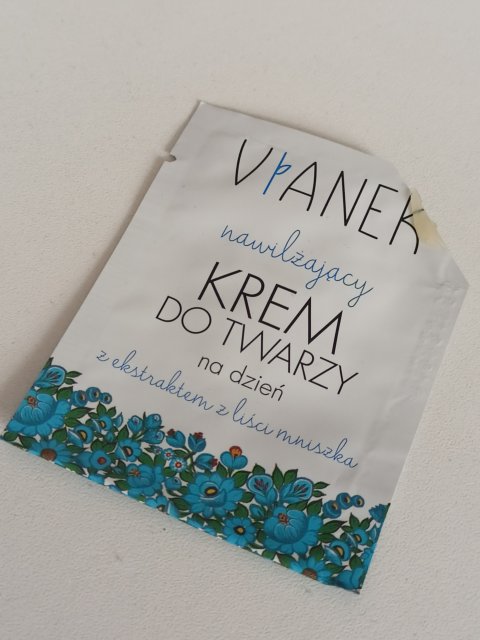 VIANEK
nawilżający
KREM
DO TWARZY
na dzień
z ekstraktem z liści mniszka